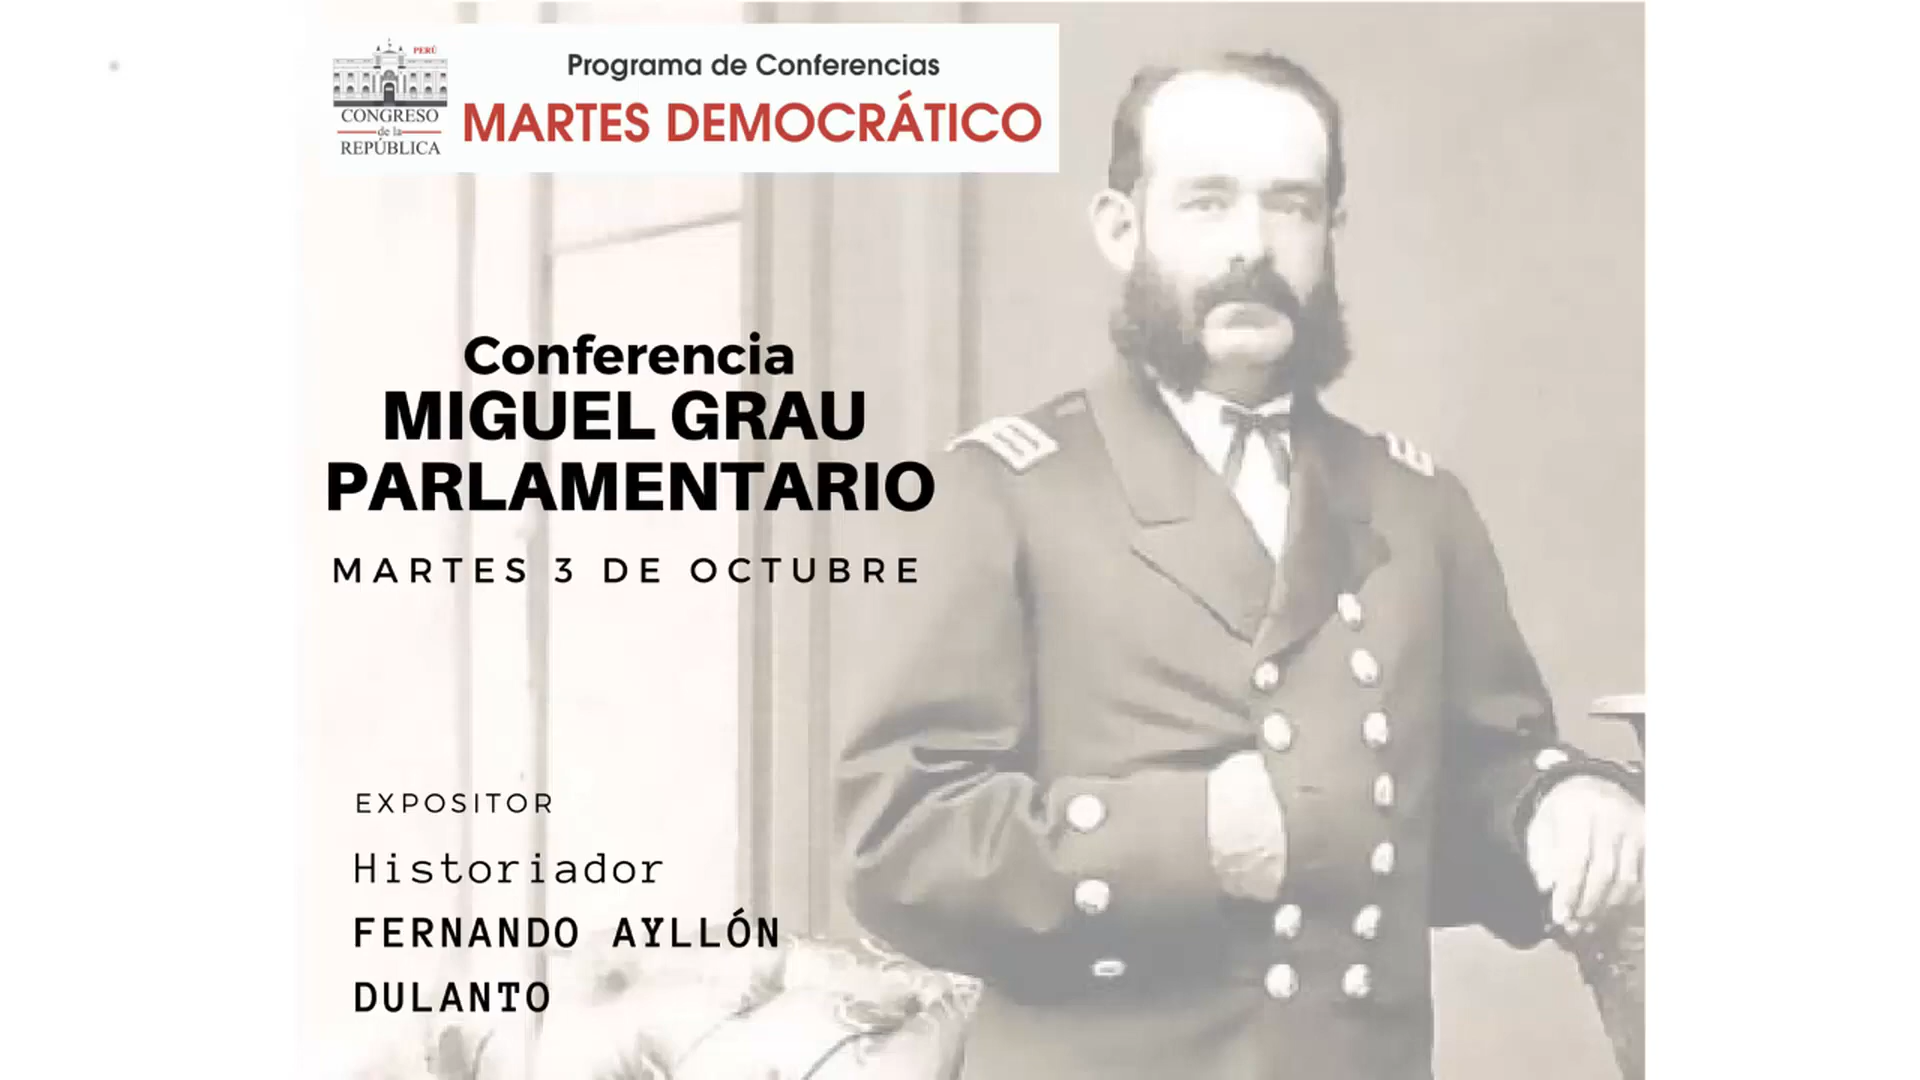 PERÚ
CONGRESO
de la
REPÚBLICA
Programa de Conferencias
MARTES DEMOCRÁTICO
Conferencia
MIGUEL GRAU
PARLAMENTARIO
MARTES 3 DE OCTUBRE
EXPOSITOR
Historiador
FERNANDO AYLLÓN
DULANTO